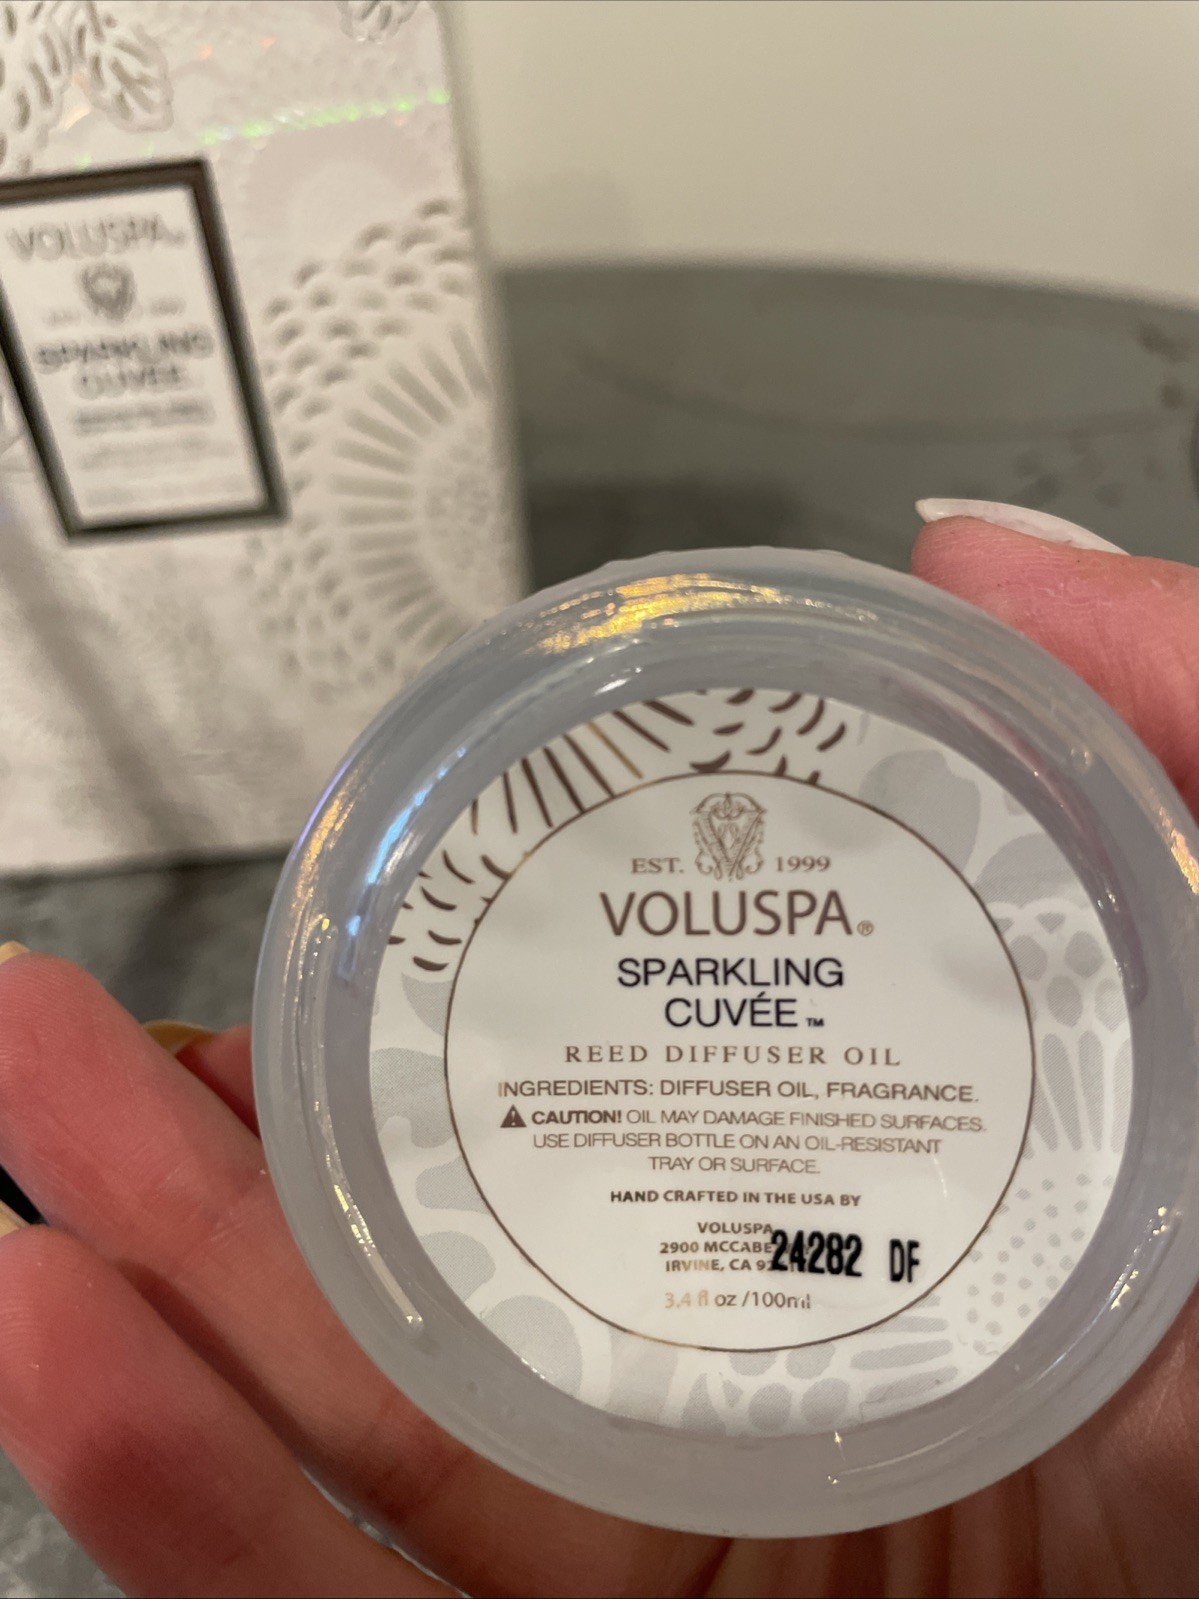 VOLUSPA
SPARKLING
CUVÉE
EST. 1999
VOLUSPA®
SPARKLING
CUVÉE™
REED DIFFUSER OIL
INGREDIENTS: DIFFUSER OIL, FRAGRANCE.
⚠ CAUTION! OIL MAY DAMAGE FINISHED SURFACES.
USE DIFFUSER BOTTLE ON AN OIL-RESISTANT
TRAY OR SURFACE.
HAND CRAFTED IN THE USA BY
VOLUSPA
2900 MCCABE
IRVINE, CA
24282 DF
3.4 fl oz /100ml